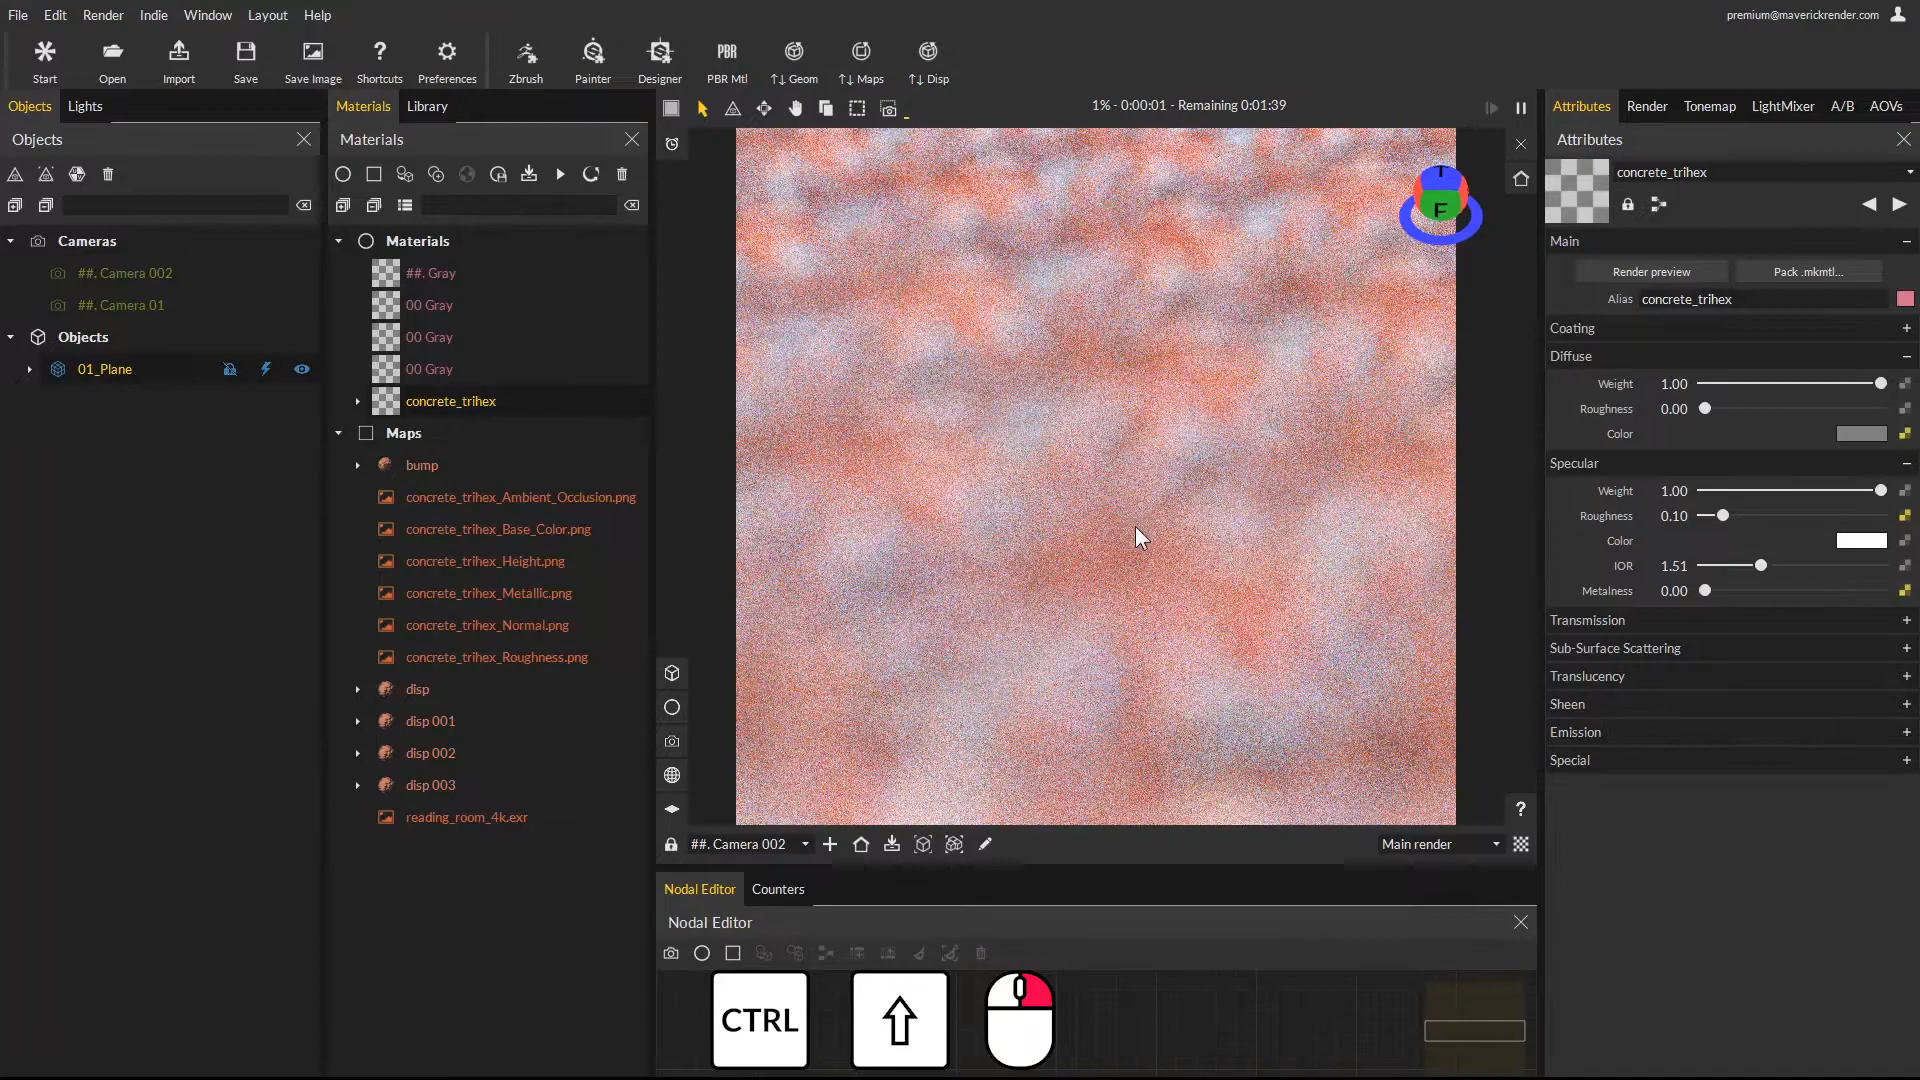 File Edit Render Indie Window Layout Help
premium@maverickrender.com
Start Open Import Save Save Image Shortcuts Preferences Zbrush Painter Designer PBR PBR Mtl ↑↓ Geom ↑↓ Maps ↑↓ Disp
Objects Lights
Objects
Cameras
##. Camera 002
##. Camera 01
Objects
01_Plane
Materials Library
Materials
Materials
##. Gray
00 Gray
00 Gray
00 Gray
concrete_trihex
Maps
bump
concrete_trihex_Ambient_Occlusion.png
concrete_trihex_Base_Color.png
concrete_trihex_Height.png
concrete_trihex_Metallic.png
concrete_trihex_Normal.png
concrete_trihex_Roughness.png
disp
disp 001
disp 002
disp 003
reading_room_4k.exr
1% - 0:00:01 - Remaining 0:01:39
T
F
?
##. Camera 002
Main render
Nodal Editor Counters
Nodal Editor
CTRL
Attributes Render Tonemap LightMixer A/B AOVs
Attributes
concrete_trihex
Main
Render preview Pack .mkmtl...
Alias concrete_trihex
Coating
Diffuse
Weight 1.00
Roughness 0.00
Color
Specular
Weight 1.00
Roughness 0.10
Color
IOR 1.51
Metalness 0.00
Transmission
Sub-Surface Scattering
Translucency
Sheen
Emission
Special